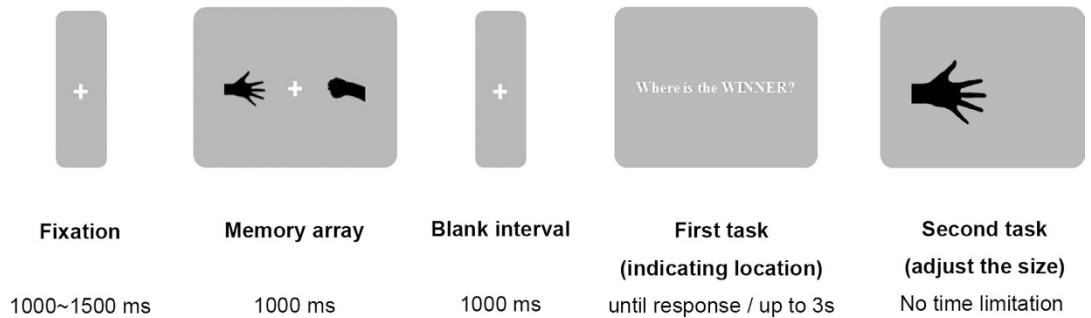 Where is the WINNER?
Fixation
Memory array
Blank interval
First task
(indicating location)
Second task
(adjust the size)
1000~1500 ms
1000 ms
1000 ms
until response / up to 3s
No time limitation